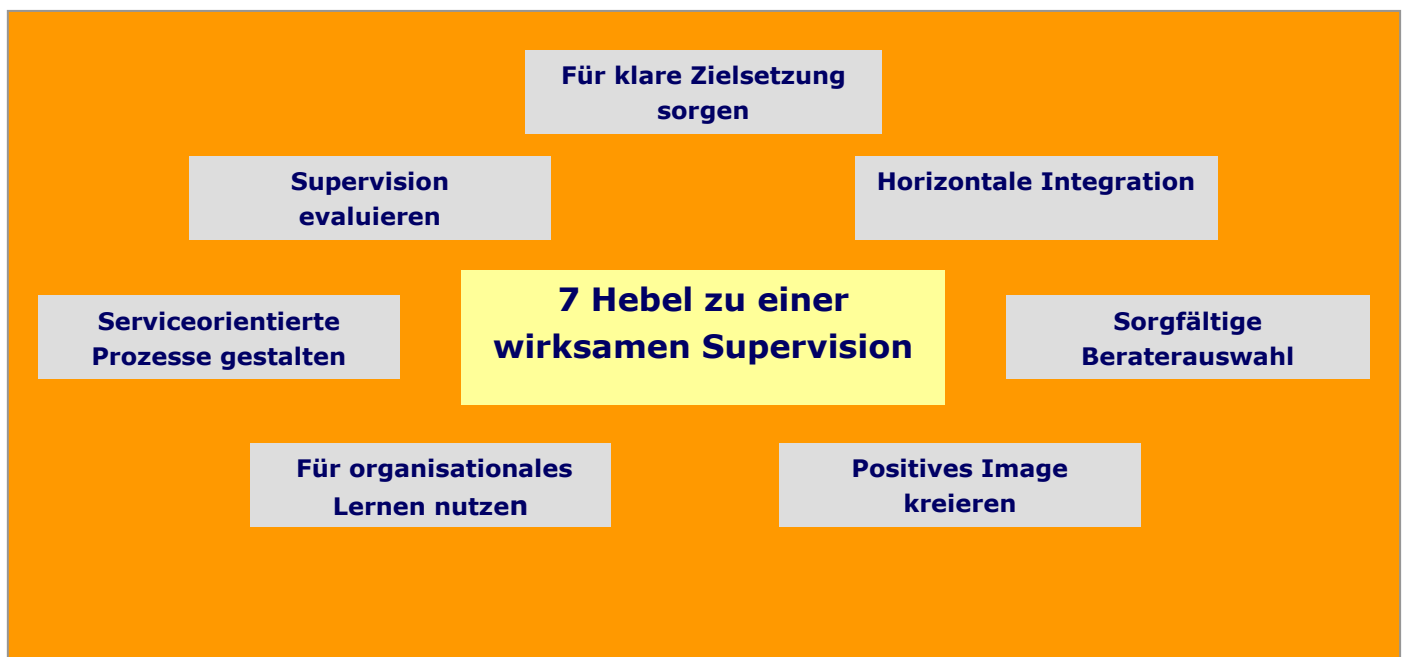 Für klare Zielsetzung
sorgen
Supervision
evaluieren
Horizontale Integration
7 Hebel zu einer
wirksamen Supervision
Serviceorientierte
Prozesse gestalten
Sorgfältige
Beraterauswahl
Für organisationales
Lernen nutzen
Positives Image
kreieren